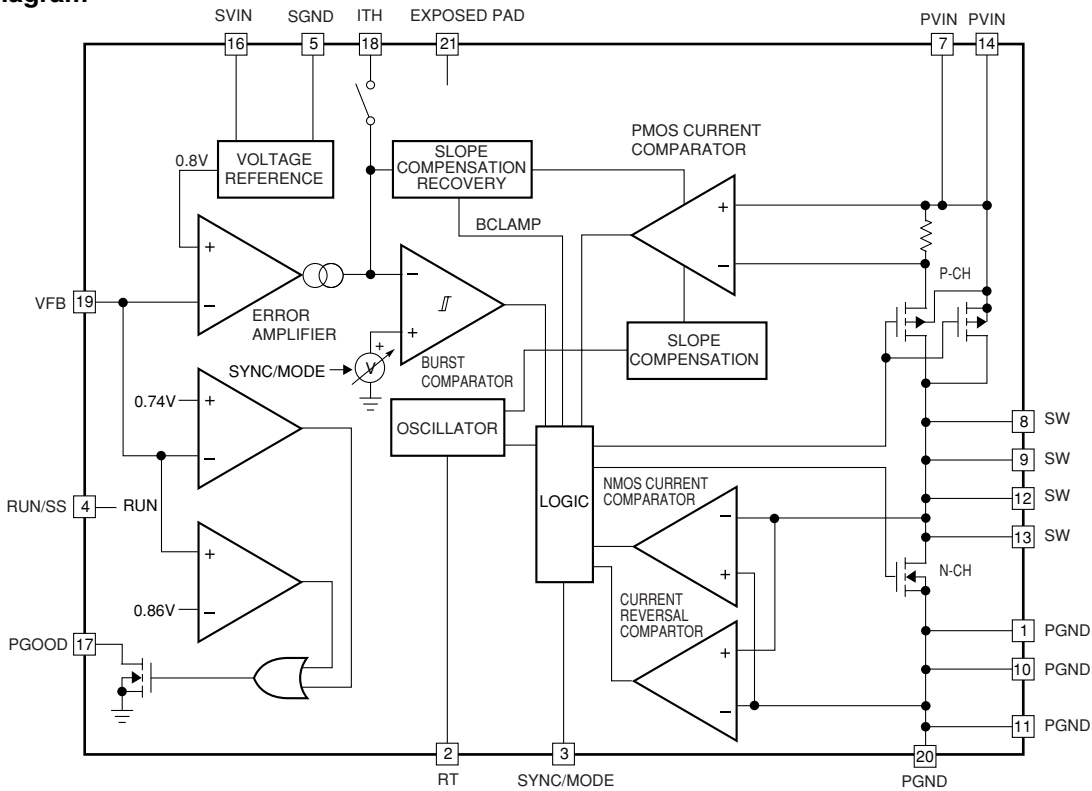 agram
SVIN SGND ITH EXPOSED PAD PVIN PVIN
16 5 18 21 7 14
0.8V
VOLTAGE
REFERENCE
SLOPE
COMPENSATION
RECOVERY
PMOS CURRENT
COMPARATOR
BCLAMP
+
−
+
−
−
+
P-CH
VFB 19
ERROR
AMPLIFIER
SYNC/MODE
+
V
BURST
COMPARATOR
SLOPE
COMPENSATION
0.74V
+
−
OSCILLATOR
8 SW
9 SW
12 SW
13 SW
RUN/SS 4 RUN
LOGIC
NMOS CURRENT
COMPARATOR
−
+
N-CH
+
0.86V
−
CURRENT
REVERSAL
COMPARTOR
+
−
PGOOD 17
1 PGND
10 PGND
11 PGND
2 3 20
RT SYNC/MODE PGND